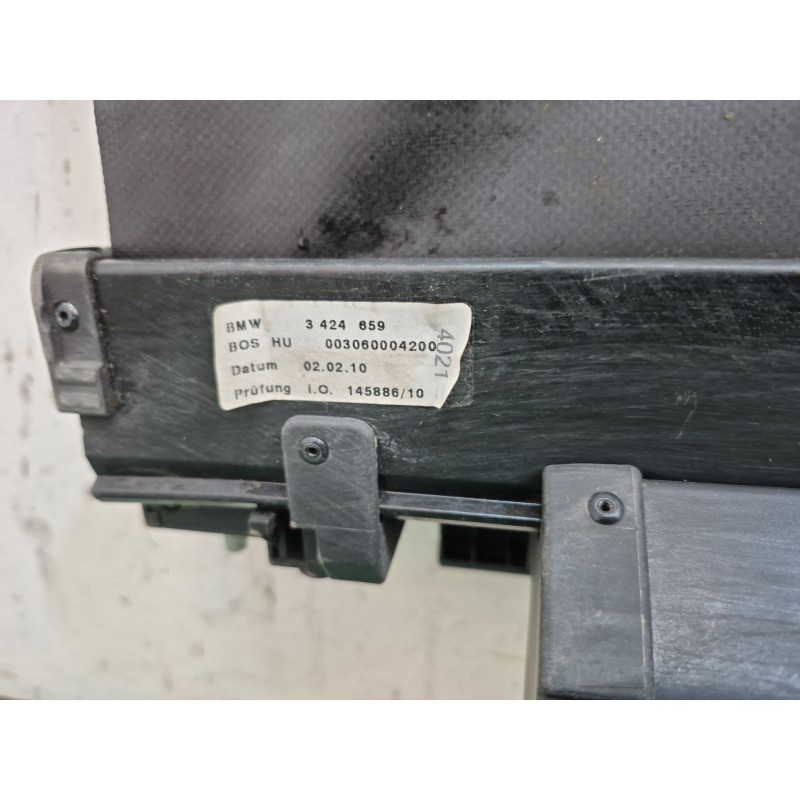 BMW 3 424 659
BOS HU 003060004200
Datum 02.02.10
Prüfung i.O. 145886/10
4021